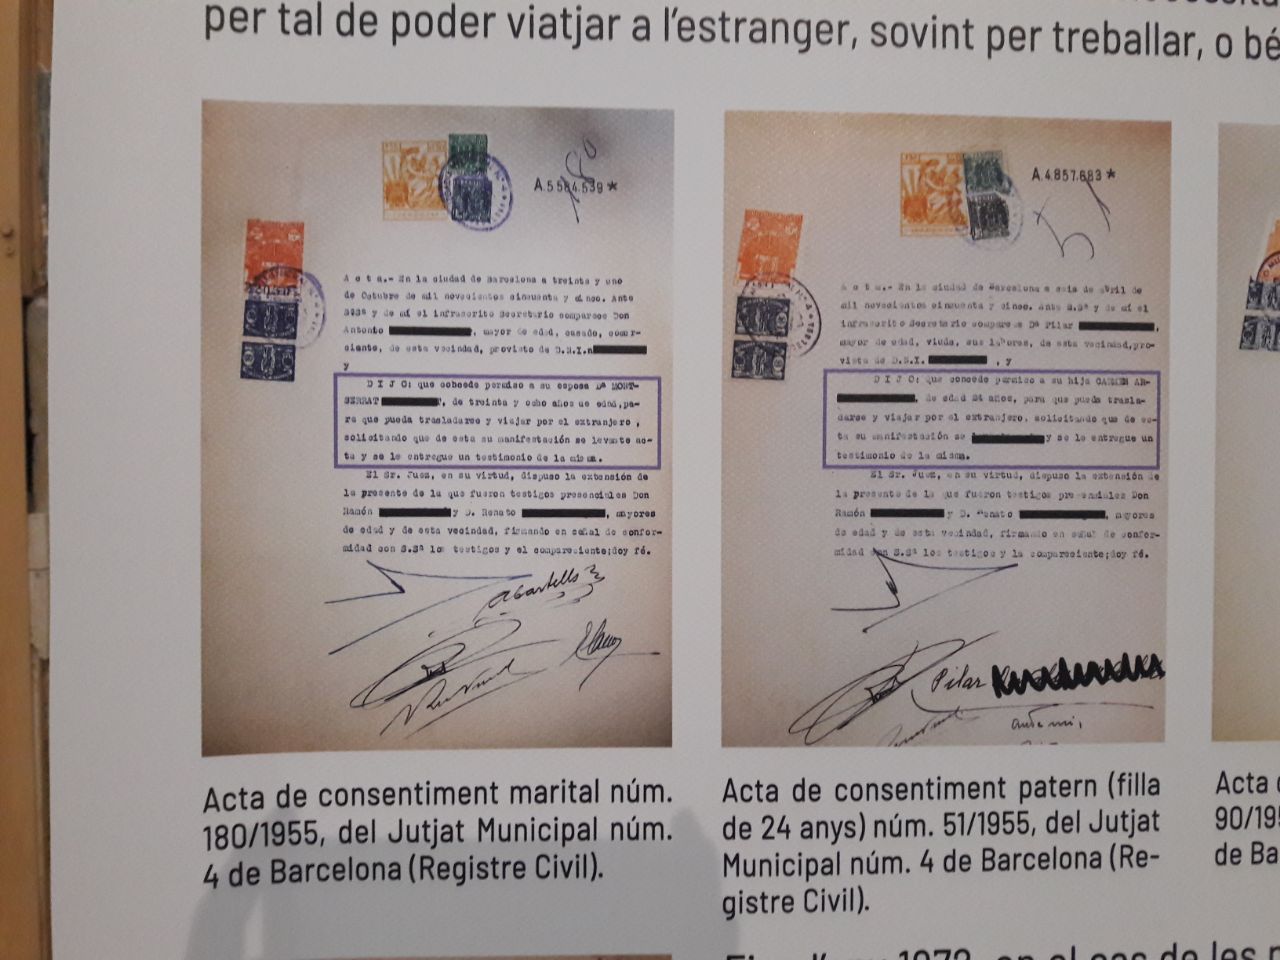 per tal de poder viatjar a l'estranger, sovint per treballar, o bé
180
A.5584.539*
Acta.- En la ciudad de Barcelona a treinta y uno
de Octubre de mil novecientos cincuenta y cinco. Ante
SSª y de mí el infrascrito Secretario comparece Don
Antonio , mayor de edad, casado, comer-
ciante, de esta vecindad, provisto de D.N.I.n
y
DIJO: que concede permiso a su esposa Dª MONT-
SERRAT , de treinta y ocho años de edad,pa-
ra que pueda trasladarse y viajar por el extranjero ,
solicitando que de esta su manifestación se levante ac-
ta y se le entregue un testimonio de la misma.
El Sr. Juez, en su virtud, dispuso la extensión de
la presente de la que fueron testigos presenciales Don
Ramón y D. Renato , mayores
de edad y de esta vecindad, firmando en señal de confor-
midad con S.Sª los testigos y el compareciente;doy fé.
Acta de consentiment marital núm.
180/1955, del Jutjat Municipal núm.
4 de Barcelona (Registre Civil).
A.4.857.683*
51
Acta.- En la ciudad de Barcelona a seis de abril de
mil novecientos cincuenta y cinco. Ante S.Sª y de mí el
infrascrito Secretario comparece Dª Pilar ,
mayor de edad, viuda, sus labores, de esta vecindad,pro-
vista de D.N.I. , y
DIJO: que concede permiso a su hija CARMEN AR-
, de edad 24 años, para que pueda trasla-
darse y viajar por el extranjero, solicitando que de es-
ta su manifestación se y se le entregue un
testimonio de la misma.
El Sr. Juez, en su virtud, dispuso la extensión de
la presente de la que fueron testigos presenciales Don
Ramón y D. Renato , mayores
de edad y de esta vecindad, firmando en señal de confor-
midad con S.Sª los testigos y la compareciente;doy fé.
Pilar
Acta de consentiment patern (filla
de 24 anys) núm. 51/1955, del Jutjat
Municipal núm. 4 de Barcelona (Re-
gistre Civil).
Acta
90/19
de Ba